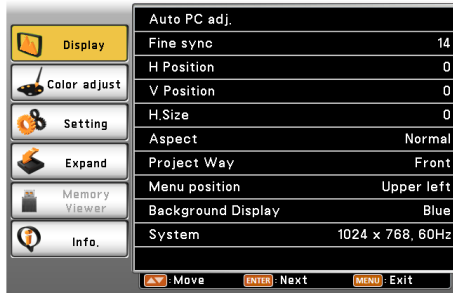 Display
Color adjust
Setting
Expand
Memory
Viewer
Info.
Auto PC adj.
Fine sync 14
H Position 0
V Position 0
H.Size 0
Aspect Normal
Project Way Front
Menu position Upper left
Background Display Blue
System 1024 x 768, 60Hz
:Move ENTER :Next MENU :Exit